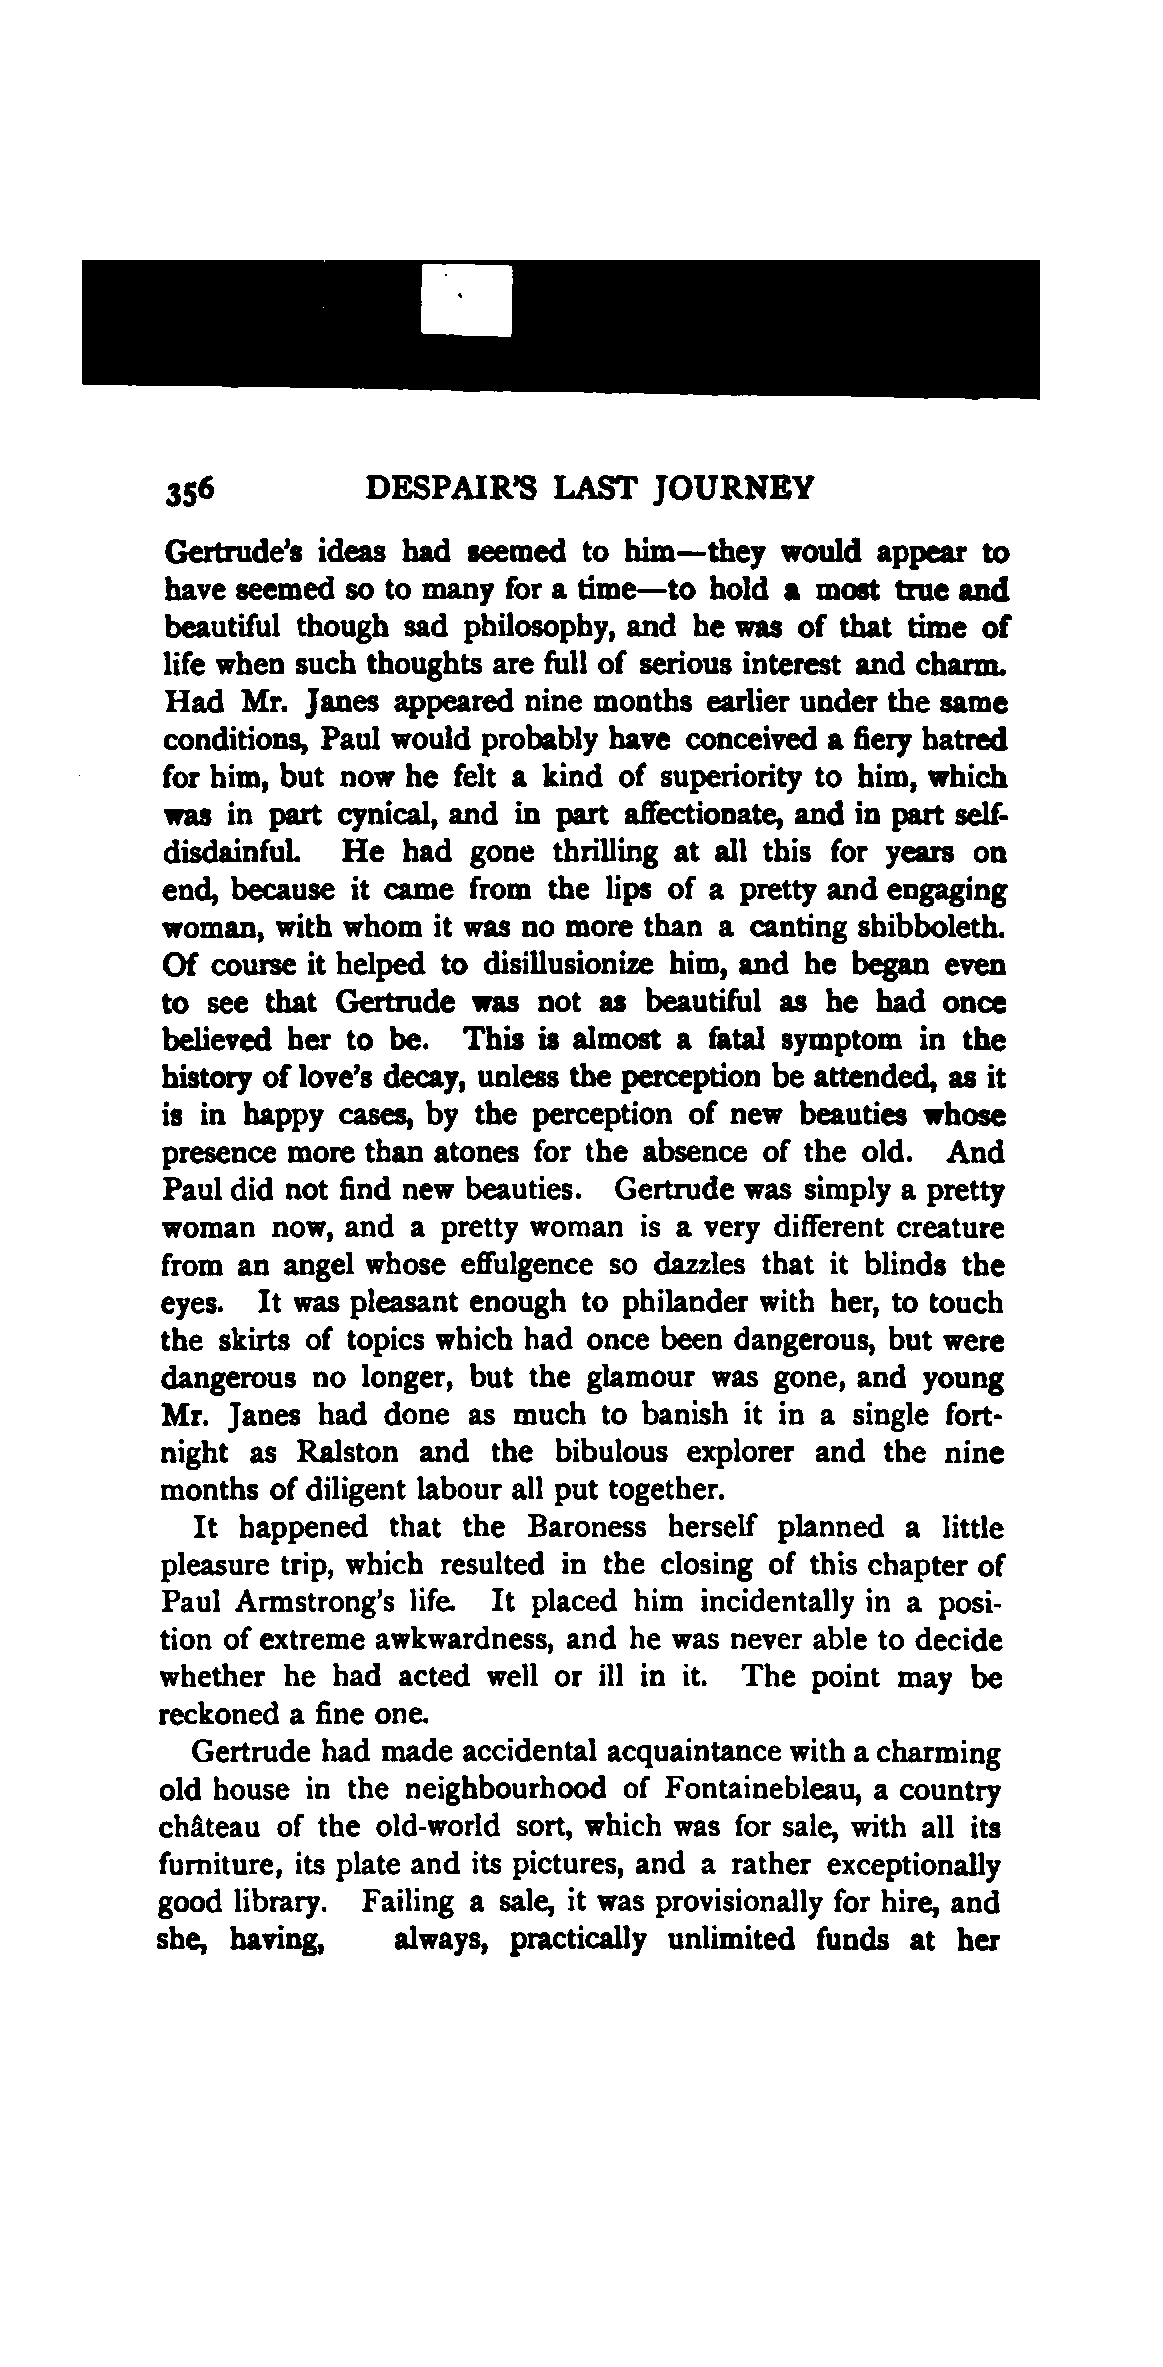 356 DESPAIR'S LAST JOURNEY
Gertrude's ideas had seemed to him—they would appear to
have seemed so to many for a time—to hold a most true and
beautiful though sad philosophy, and he was of that time of
life when such thoughts are full of serious interest and charm.
Had Mr. Janes appeared nine months earlier under the same
conditions, Paul would probably have conceived a fiery hatred
for him, but now he felt a kind of superiority to him, which
was in part cynical, and in part affectionate, and in part self-
disdainful. He had gone thrilling at all this for years on
end, because it came from the lips of a pretty and engaging
woman, with whom it was no more than a canting shibboleth.
Of course it helped to disillusionize him, and he began even
to see that Gertrude was not as beautiful as he had once
believed her to be. This is almost a fatal symptom in the
history of love's decay, unless the perception be attended, as it
is in happy cases, by the perception of new beauties whose
presence more than atones for the absence of the old. And
Paul did not find new beauties. Gertrude was simply a pretty
woman now, and a pretty woman is a very different creature
from an angel whose effulgence so dazzles that it blinds the
eyes. It was pleasant enough to philander with her, to touch
the skirts of topics which had once been dangerous, but were
dangerous no longer, but the glamour was gone, and young
Mr. Janes had done as much to banish it in a single fort-
night as Ralston and the bibulous explorer and the nine
months of diligent labour all put together.
It happened that the Baroness herself planned a little
pleasure trip, which resulted in the closing of this chapter of
Paul Armstrong's life. It placed him incidentally in a posi-
tion of extreme awkwardness, and he was never able to decide
whether he had acted well or ill in it. The point may be
reckoned a fine one.
Gertrude had made accidental acquaintance with a charming
old house in the neighbourhood of Fontainebleau, a country
château of the old-world sort, which was for sale, with all its
furniture, its plate and its pictures, and a rather exceptionally
good library. Failing a sale, it was provisionally for hire, and
she, having, always, practically unlimited funds at her